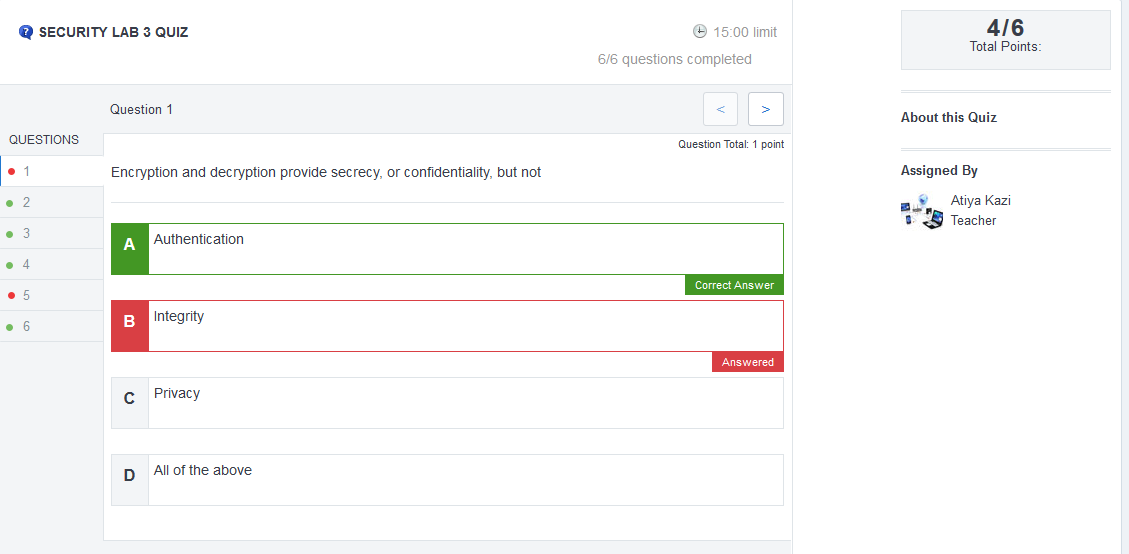 ? SECURITY LAB 3 QUIZ
15:00 limit
6/6 questions completed
4/6
Total Points:
Question 1
<
>
QUESTIONS
Question Total: 1 point
1
2
3
4
5
6
Encryption and decryption provide secrecy, or confidentiality, but not
A Authentication
Correct Answer
B Integrity
Answered
C Privacy
D All of the above
About this Quiz
Assigned By
Atiya Kazi
Teacher